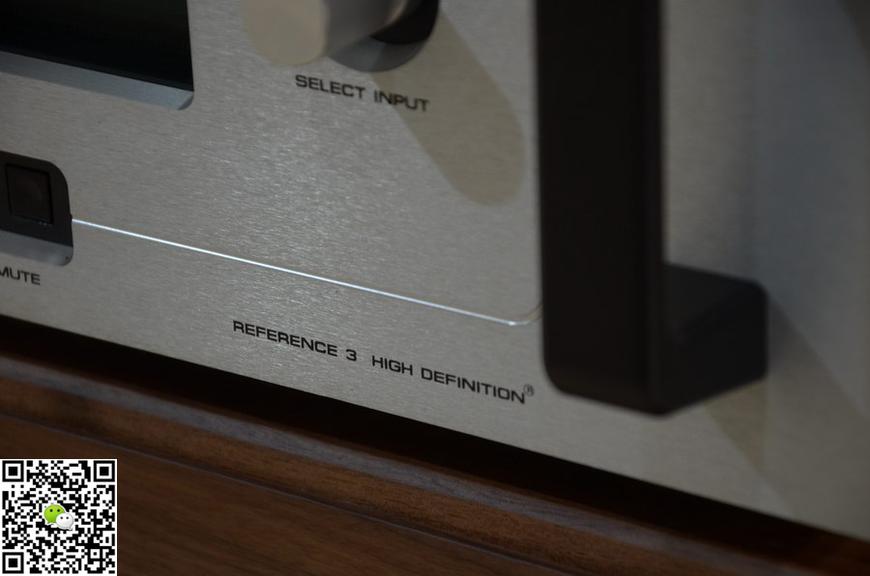 SELECT INPUT
MUTE
REFERENCE 3 HIGH DEFINITION®